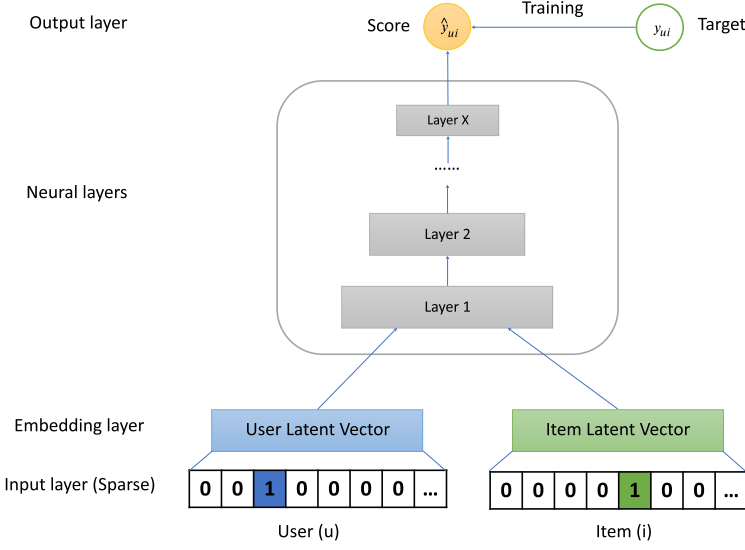 Output layer
Score
ŷui
Training
yui
Target
Layer X
......
Neural layers
Layer 2
Layer 1
Embedding layer
User Latent Vector
Item Latent Vector
Input layer (Sparse)
0 0 1 0 0 0 0 ...
0 0 0 0 1 0 0 ...
User (u)
Item (i)